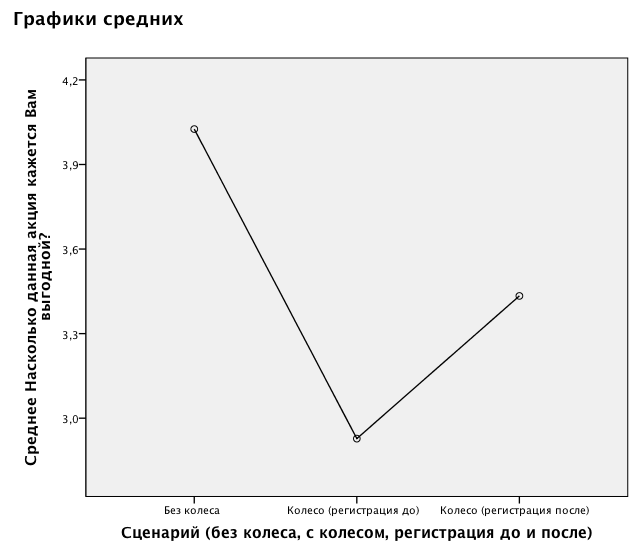 Графики средних
Среднее Насколько данная акция кажется Вам
выгодной?
4,2
3,9
3,6
3,3
3,0
Без колеса
Колесо (регистрация до)
Колесо (регистрация после)
Сценарий (без колеса, с колесом, регистрация до и после)